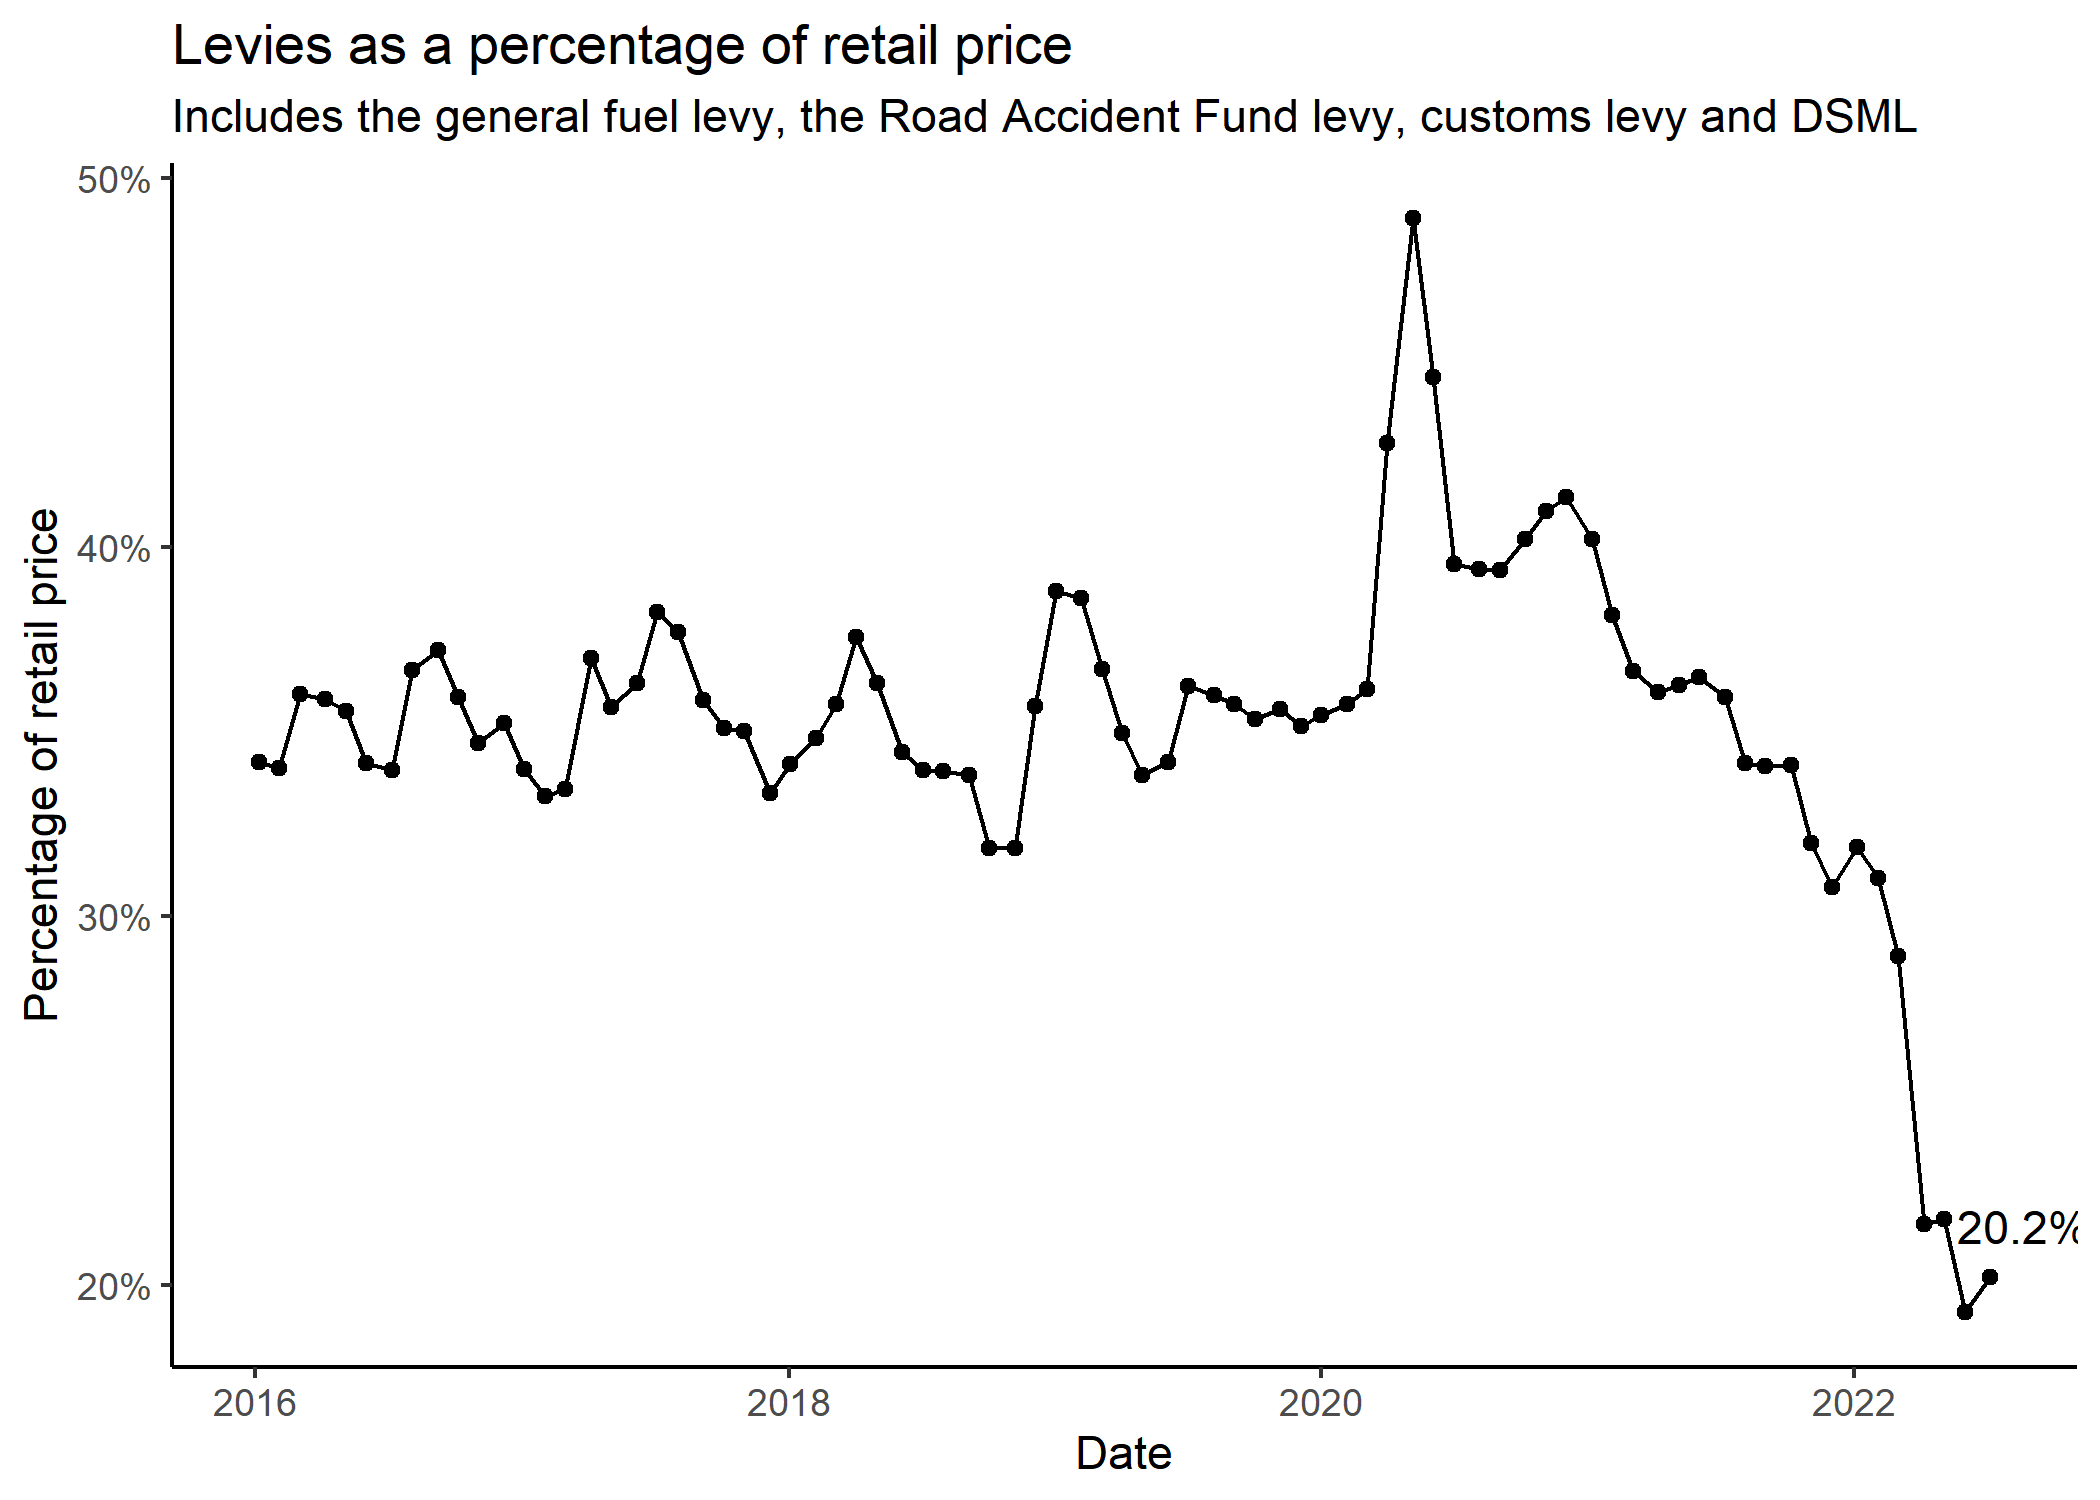 Levies as a percentage of retail price
Includes the general fuel levy, the Road Accident Fund levy, customs levy and DSML
Percentage of retail price
50%
40%
30%
20%
20.2%
2016 2018 2020 2022
Date